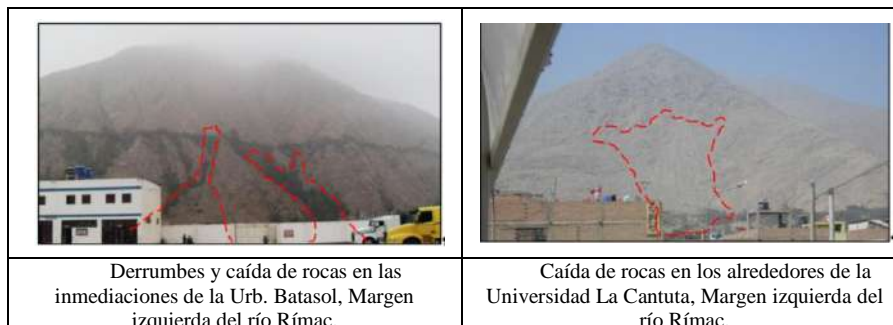 Derrumbes y caída de rocas en las
inmediaciones de la Urb. Batasol, Margen
izquierda del río Rímac
Caída de rocas en los alrededores de la
Universidad La Cantuta, Margen izquierda del
río Rímac